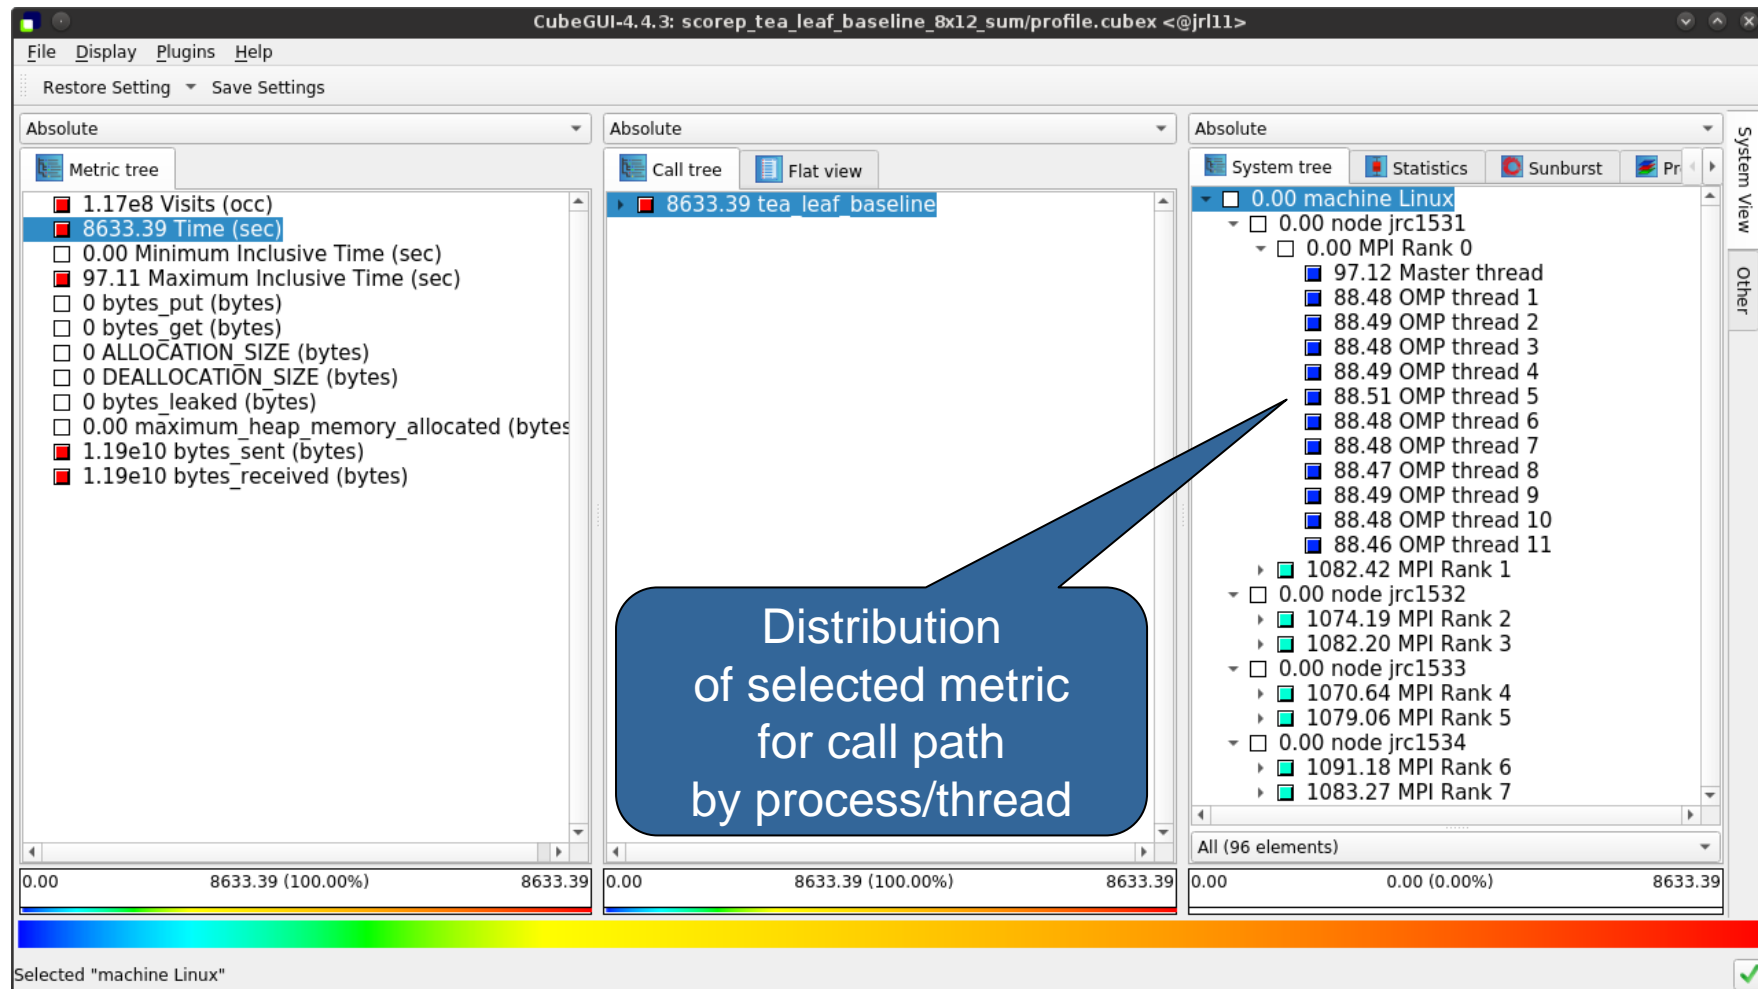 CubeGUI-4.4.3: scorep_tea_leaf_baseline_8x12_sum/profile.cubex <@jrl11>
File Display Plugins Help
Restore Setting Save Settings
Absolute
Metric tree
1.17e8 Visits (occ)
8633.39 Time (sec)
0.00 Minimum Inclusive Time (sec)
97.11 Maximum Inclusive Time (sec)
0 bytes_put (bytes)
0 bytes_get (bytes)
0 ALLOCATION_SIZE (bytes)
0 DEALLOCATION_SIZE (bytes)
0 bytes_leaked (bytes)
0.00 maximum_heap_memory_allocated (bytes
1.19e10 bytes_sent (bytes)
1.19e10 bytes_received (bytes)
0.00 8633.39 (100.00%) 8633.39
Absolute
Call tree Flat view
8633.39 tea_leaf_baseline
Distribution
of selected metric
for call path
by process/thread
0.00 8633.39 (100.00%) 8633.39
Absolute
System tree Statistics Sunburst Pr
0.00 machine Linux
0.00 node jrc1531
0.00 MPI Rank 0
97.12 Master thread
88.48 OMP thread 1
88.49 OMP thread 2
88.48 OMP thread 3
88.49 OMP thread 4
88.51 OMP thread 5
88.48 OMP thread 6
88.48 OMP thread 7
88.47 OMP thread 8
88.49 OMP thread 9
88.48 OMP thread 10
88.46 OMP thread 11
1082.42 MPI Rank 1
0.00 node jrc1532
1074.19 MPI Rank 2
1082.20 MPI Rank 3
0.00 node jrc1533
1070.64 MPI Rank 4
1079.06 MPI Rank 5
0.00 node jrc1534
1091.18 MPI Rank 6
1083.27 MPI Rank 7
All (96 elements)
0.00 0.00 (0.00%) 8633.39
System View
Other
Selected "machine Linux"